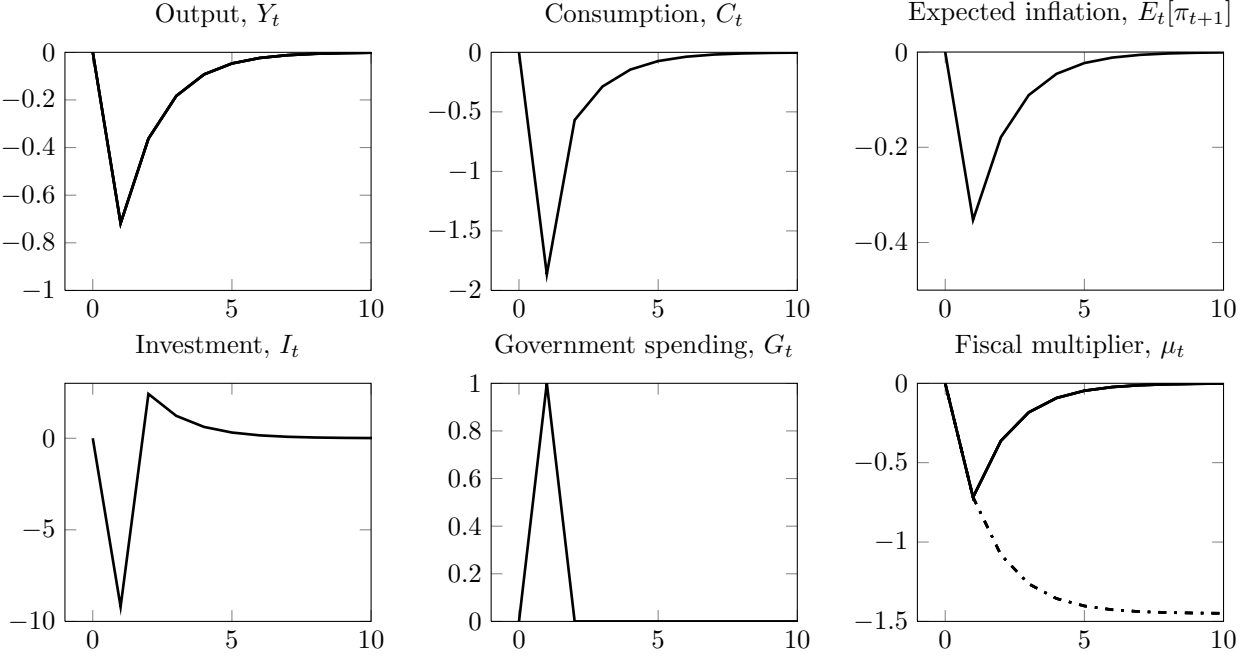 Output, Y_t
0
−0.2
−0.4
−0.6
−0.8
−1
0 5 10
Consumption, C_t
0
−0.5
−1
−1.5
−2
0 5 10
Expected inflation, E_t[π_{t+1}]
0
−0.2
−0.4
0 5 10
Investment, I_t
0
−5
−10
0 5 10
Government spending, G_t
1
0.8
0.6
0.4
0.2
0
0 5 10
Fiscal multiplier, μ_t
0
−0.5
−1
−1.5
0 5 10